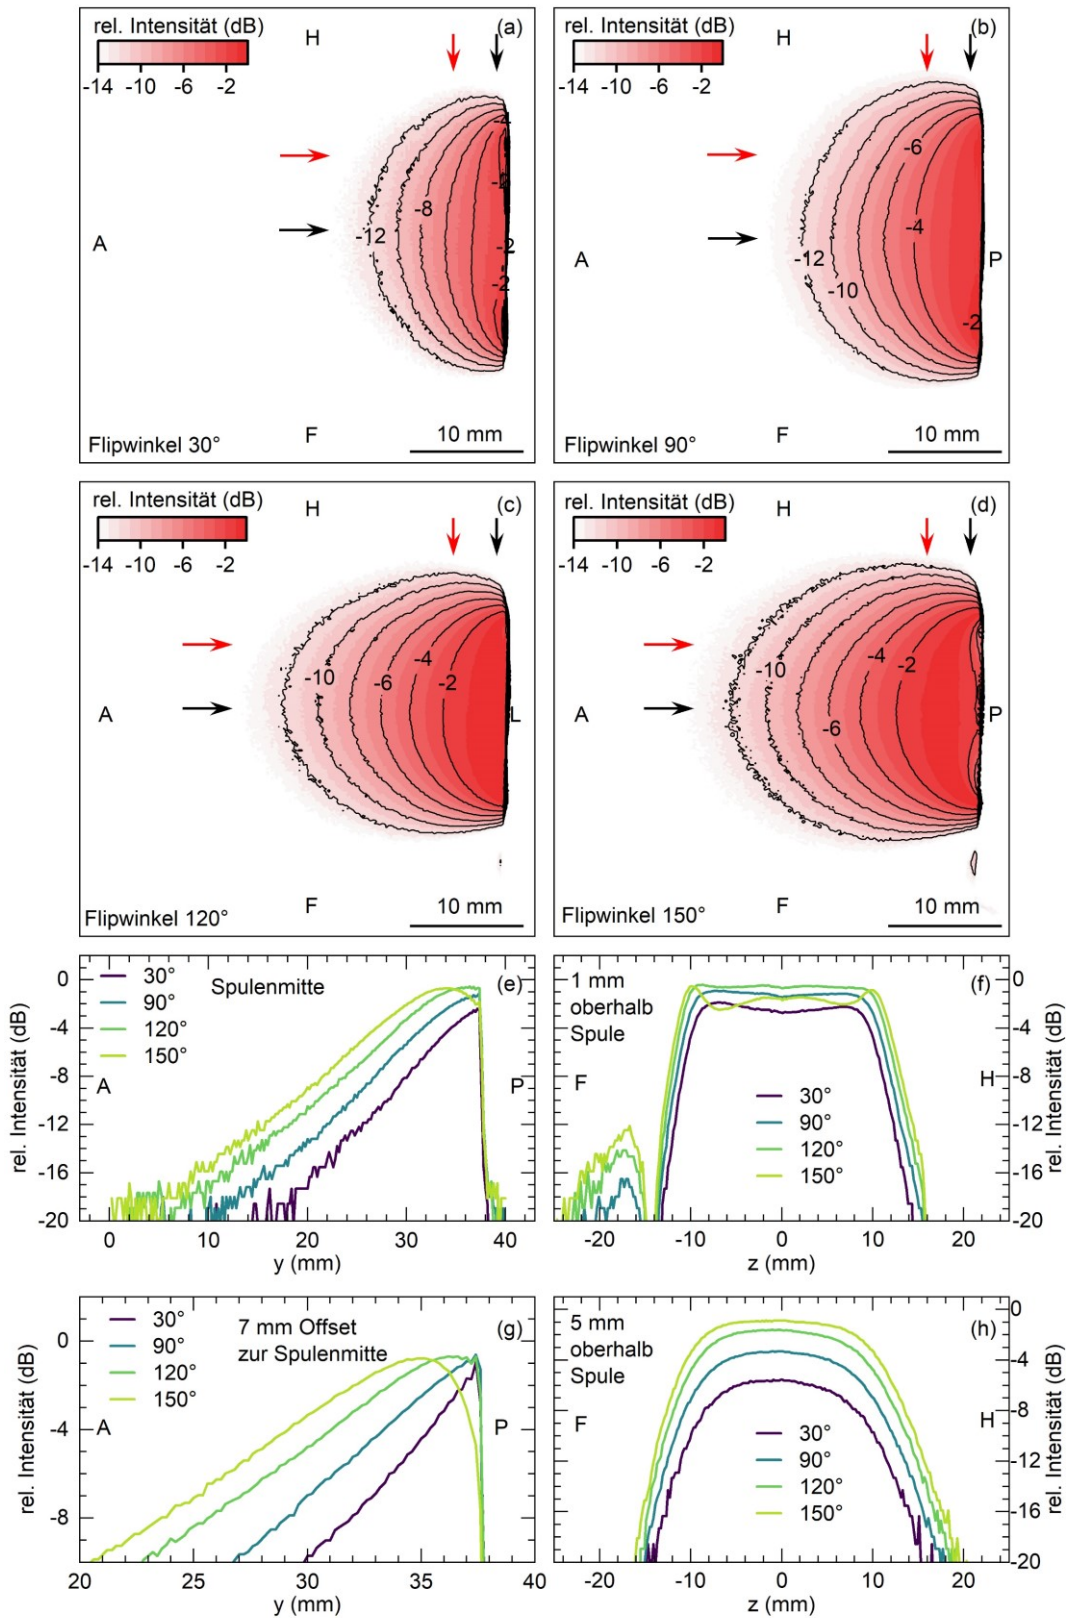 rel. Intensität (dB)
(a)
H
-14 -10 -6 -2
-4
-2
-8
-12
-2
-2
A
Flipwinkel 30°
F
10 mm
rel. Intensität (dB)
(b)
H
-14 -10 -6 -2
-6
-4
-12
-10
-2
A
P
Flipwinkel 90°
F
10 mm
rel. Intensität (dB)
(c)
H
-14 -10 -6 -2
-4
-10 -6 -2
A
L
Flipwinkel 120°
F
10 mm
rel. Intensität (dB)
(d)
H
-14 -10 -6 -2
-4 -2
-10
-6
A
P
Flipwinkel 150°
F
10 mm
(e)
Spulenmitte
30°
90°
120°
150°
A
P
rel. Intensität (dB)
0
-4
-8
-12
-16
-20
0 10 20 30 40
y (mm)
(f)
1 mm
oberhalb
Spule
F
H
30°
90°
120°
150°
rel. Intensität (dB)
0
-4
-8
-12
-16
-20
-20 -10 0 10 20
z (mm)
(g)
7 mm Offset
zur Spulenmitte
30°
90°
120°
150°
A
P
rel. Intensität (dB)
0
-4
-8
20 25 30 35 40
y (mm)
(h)
5 mm
oberhalb
Spule
F
H
30°
90°
120°
150°
rel. Intensität (dB)
0
-4
-8
-12
-16
-20
-20 -10 0 10 20
z (mm)